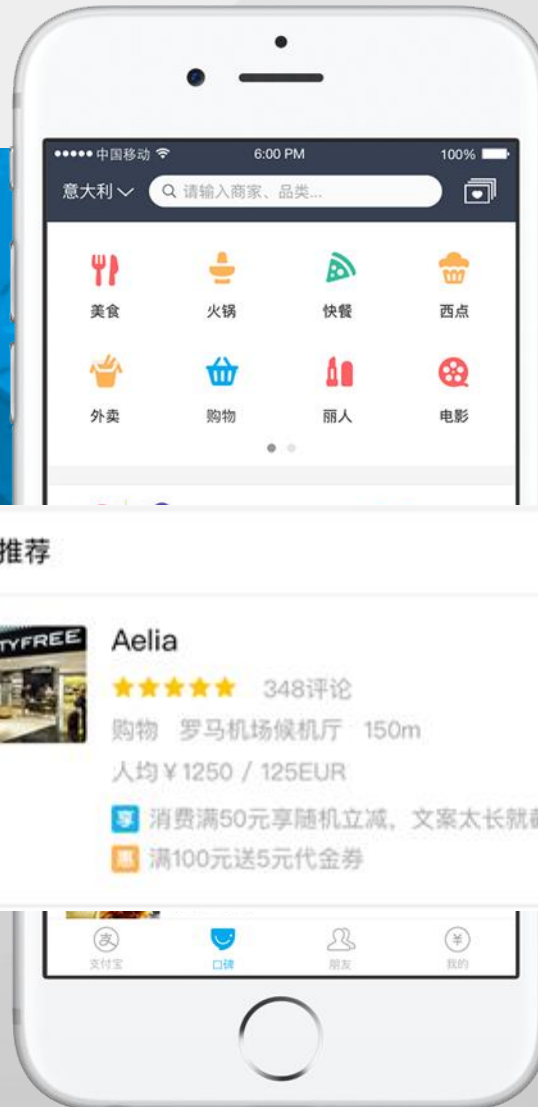 中国移动 6:00 PM 100%
意大利 请输入商家、品类...
美食 火锅 快餐 西点
外卖 购物 丽人 电影
推荐
TYFREE
Aelia
348评论
购物 罗马机场候机厅 150m
人均¥1250 / 125EUR
享 消费满50元享随机立减，文案太长就
惠 满100元送5元代金券
支付宝 口碑 朋友 我的